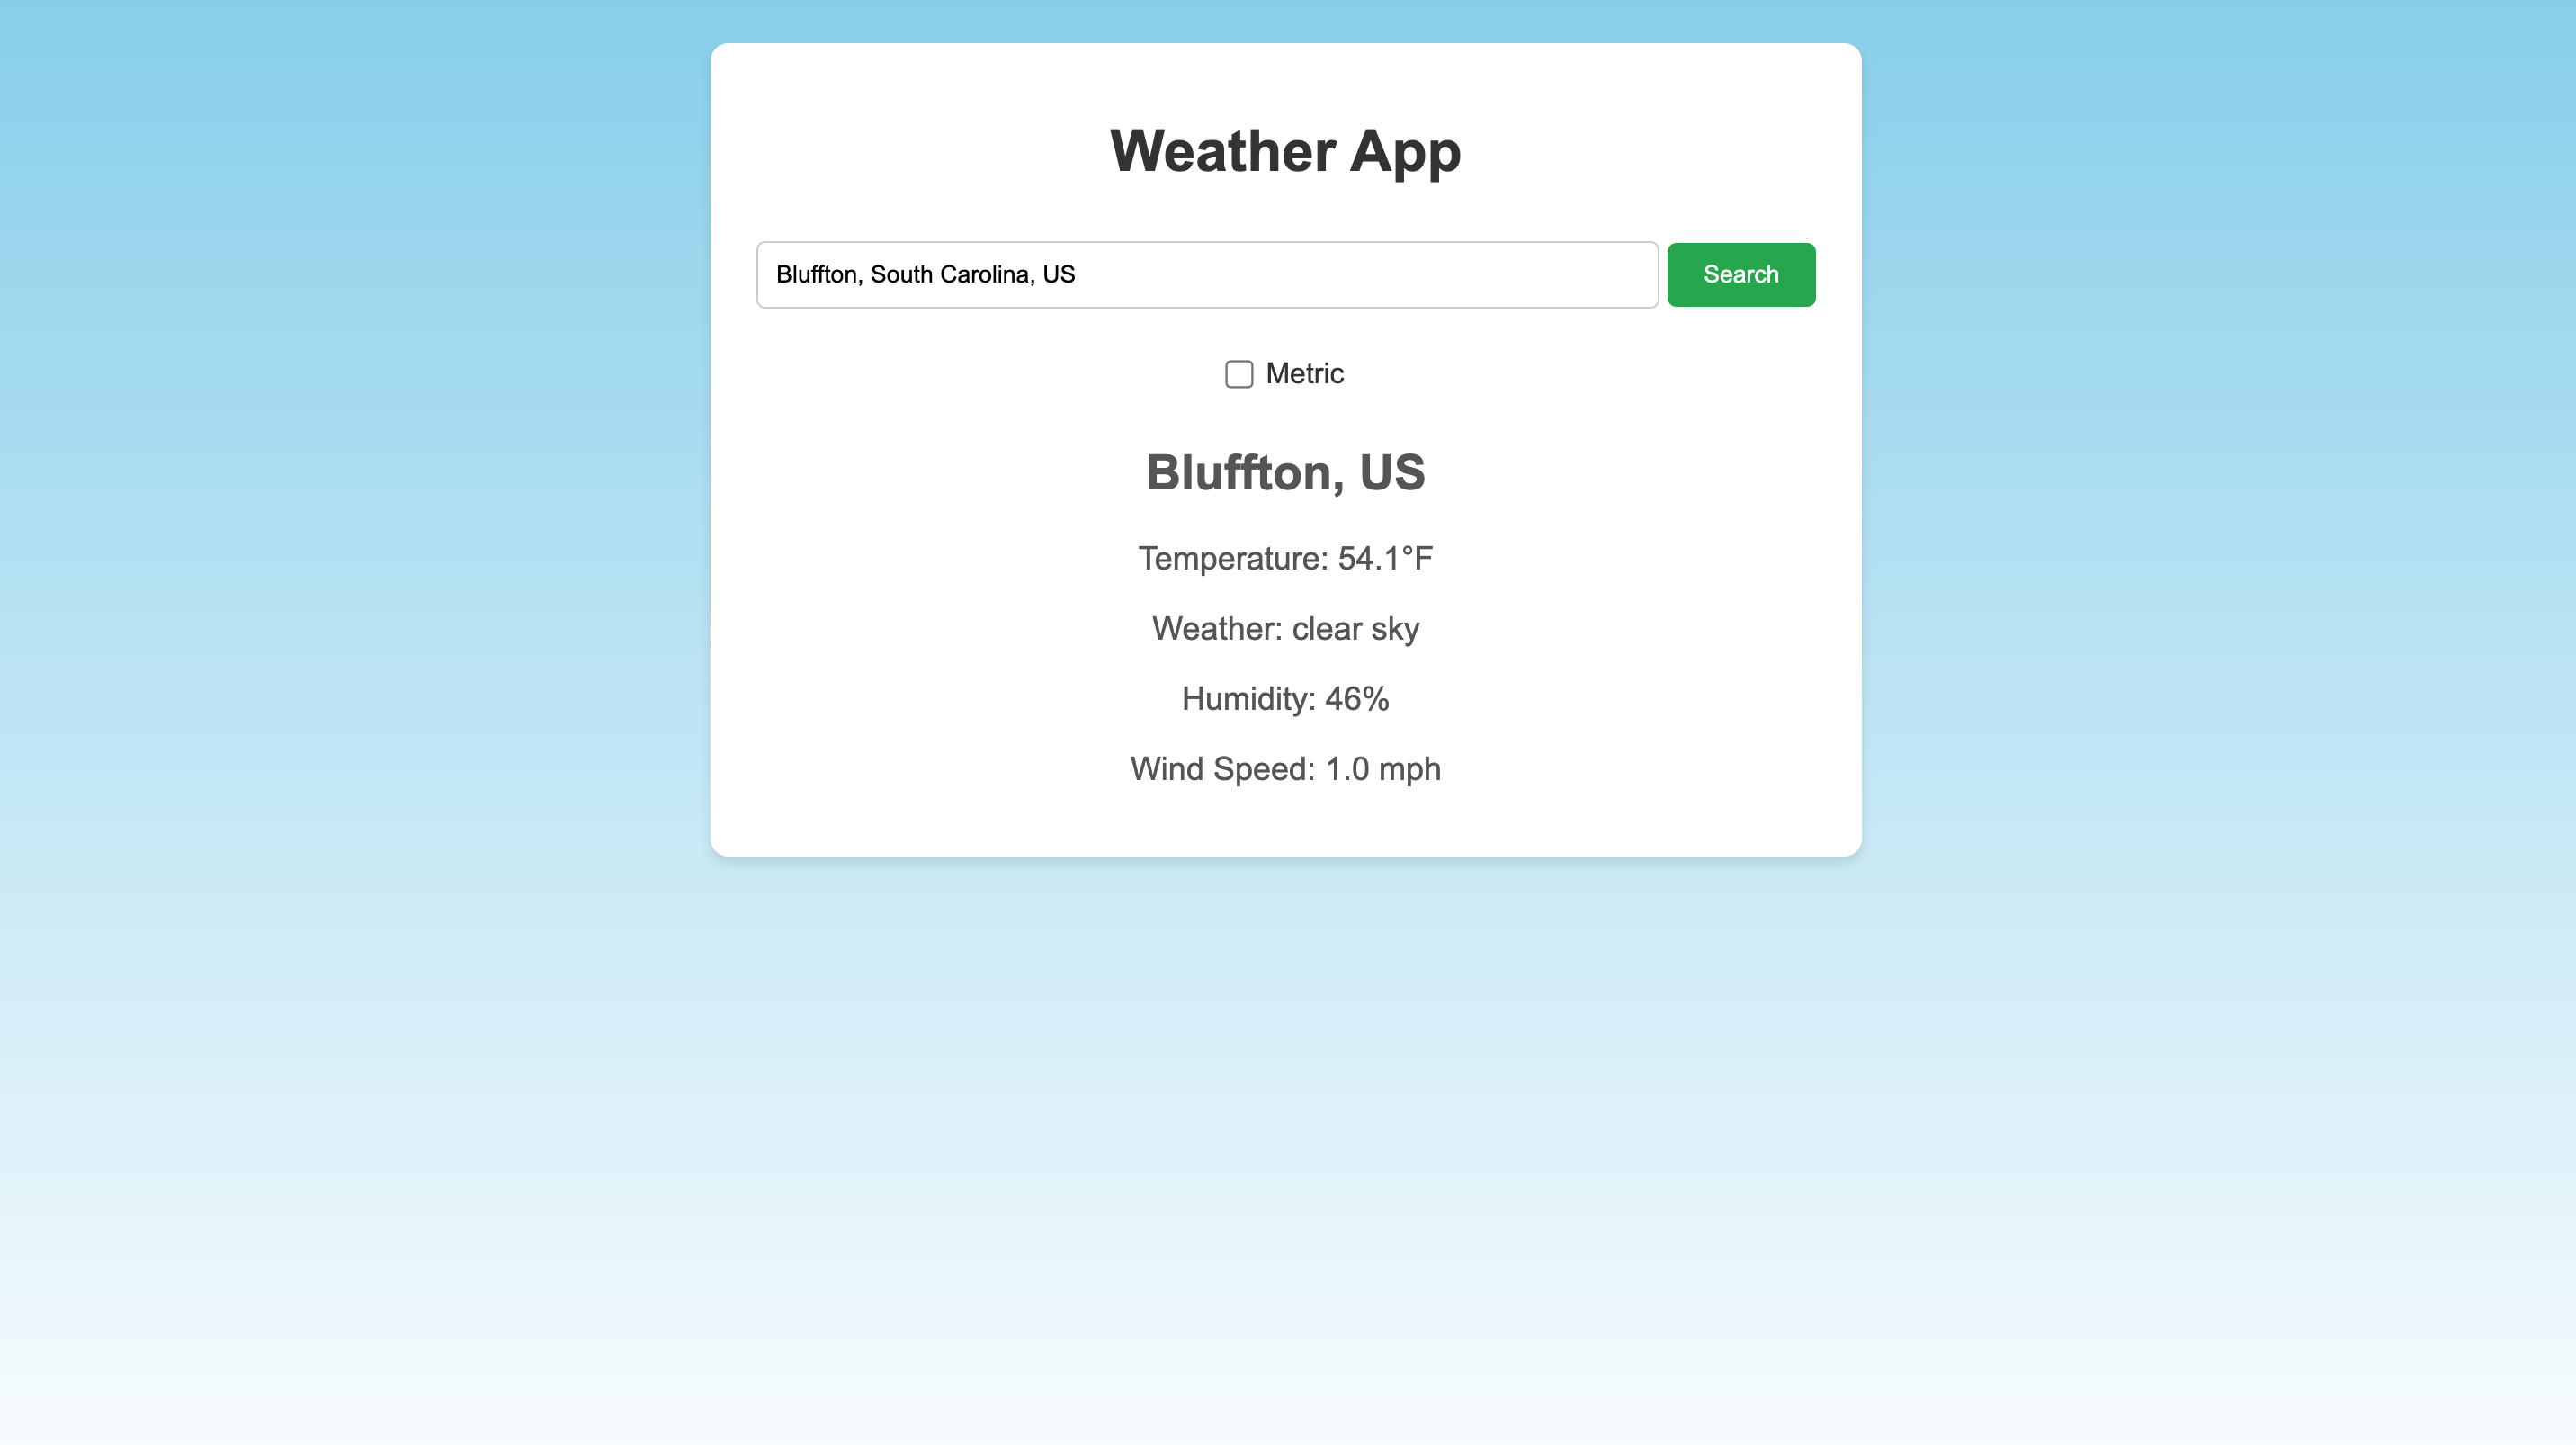 Weather App
Bluffton, South Carolina, US
Search
Metric
Bluffton, US
Temperature: 54.1°F
Weather: clear sky
Humidity: 46%
Wind Speed: 1.0 mph